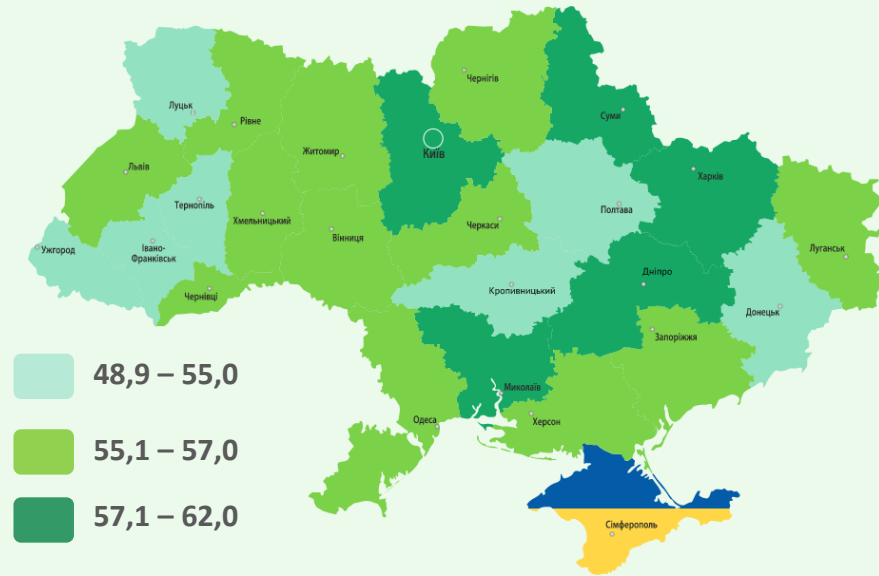 Чернігів
Луцьк
Рівне
Суми
Київ
Житомир
Львів
Харків
Тернопіль
Полтава
Хмельницький
Черкаси
Вінниця
Ужгород
Івано-
Франківськ
Луганськ
Дніпро
Кропивницький
Чернівці
Донецьк
Запоріжжя
48,9 – 55,0
Миколаїв
Одеса
Херсон
55,1 – 57,0
57,1 – 62,0
Сімферополь